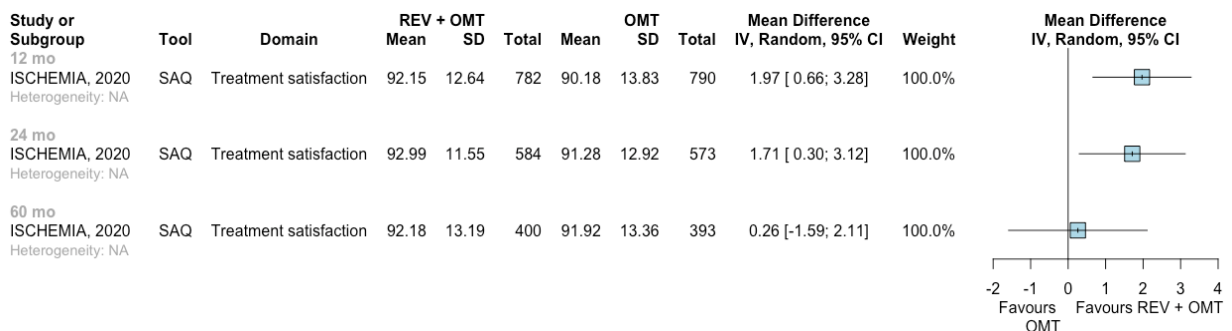 Study or REV + OMT OMT Mean Difference Mean Difference
Subgroup Tool Domain Mean SD Total Mean SD Total IV, Random, 95% CI Weight IV, Random, 95% CI
12 mo
ISCHEMIA, 2020 SAQ Treatment satisfaction 92.15 12.64 782 90.18 13.83 790 1.97 [ 0.66; 3.28] 100.0%
Heterogeneity: NA
24 mo
ISCHEMIA, 2020 SAQ Treatment satisfaction 92.99 11.55 584 91.28 12.92 573 1.71 [ 0.30; 3.12] 100.0%
Heterogeneity: NA
60 mo
ISCHEMIA, 2020 SAQ Treatment satisfaction 92.18 13.19 400 91.92 13.36 393 0.26 [-1.59; 2.11] 100.0%
Heterogeneity: NA
-2 -1 0 1 2 3 4
Favours Favours REV + OMT
OMT